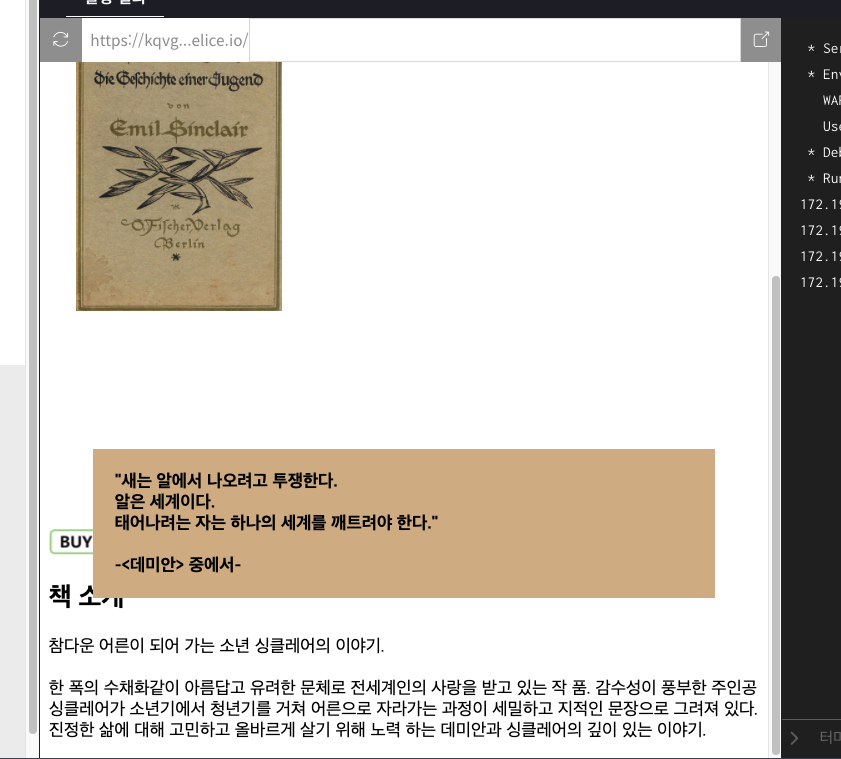 https://kqvg...elice.io/
Die Geschichte einer Jugend
von
Emil Sinclair
S. Fischer, Verlag
Berlin
"새는 알에서 나오려고 투쟁한다.
알은 세계이다.
태어나려는 자는 하나의 세계를 깨트려야 한다."
-<데미안> 중에서-
BUY
책 소개
참다운 어른이 되어 가는 소년 싱클레어의 이야기.
한 폭의 수채화같이 아름답고 유려한 문체로 전세계인의 사랑을 받고 있는 작 품. 감수성이 풍부한 주인공
싱클레어가 소년기에서 청년기를 거쳐 어른으로 자라가는 과정이 세밀하고 지적인 문장으로 그려져 있다.
진정한 삶에 대해 고민하고 올바르게 살기 위해 노력 하는 데미안과 싱클레어의 깊이 있는 이야기.
* Ser
* Env
WAR
Use
* Deb
* Run
172.19
172.19
172.19
172.19